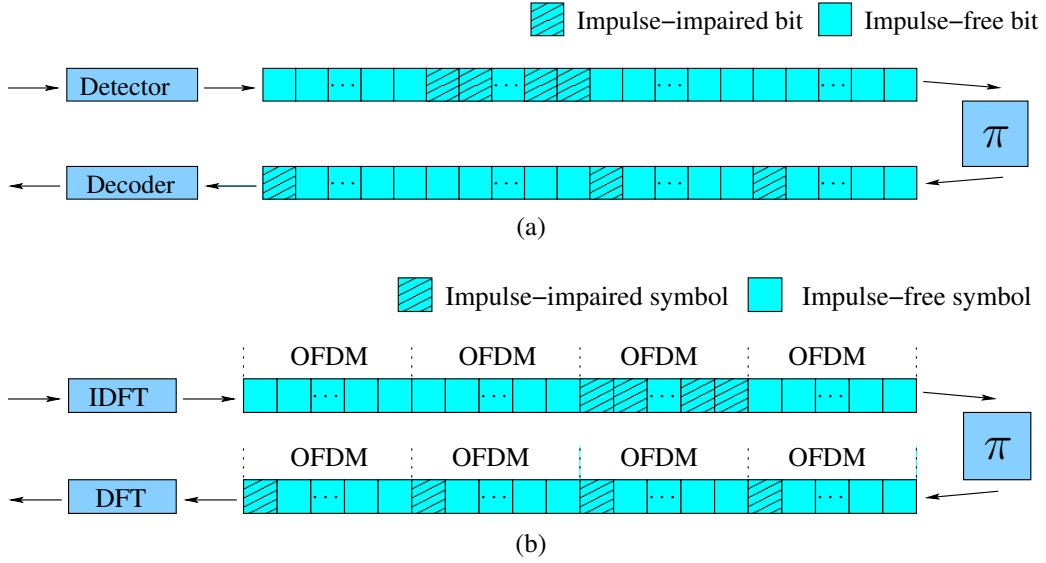 Impulse−impaired bit Impulse−free bit
Detector ... ... ... ...
π
Decoder ... ... ... ...
(a)
Impulse−impaired symbol Impulse−free symbol
OFDM OFDM OFDM OFDM
IDFT ... ... ... ...
π
OFDM OFDM OFDM OFDM
DFT ... ... ... ...
(b)